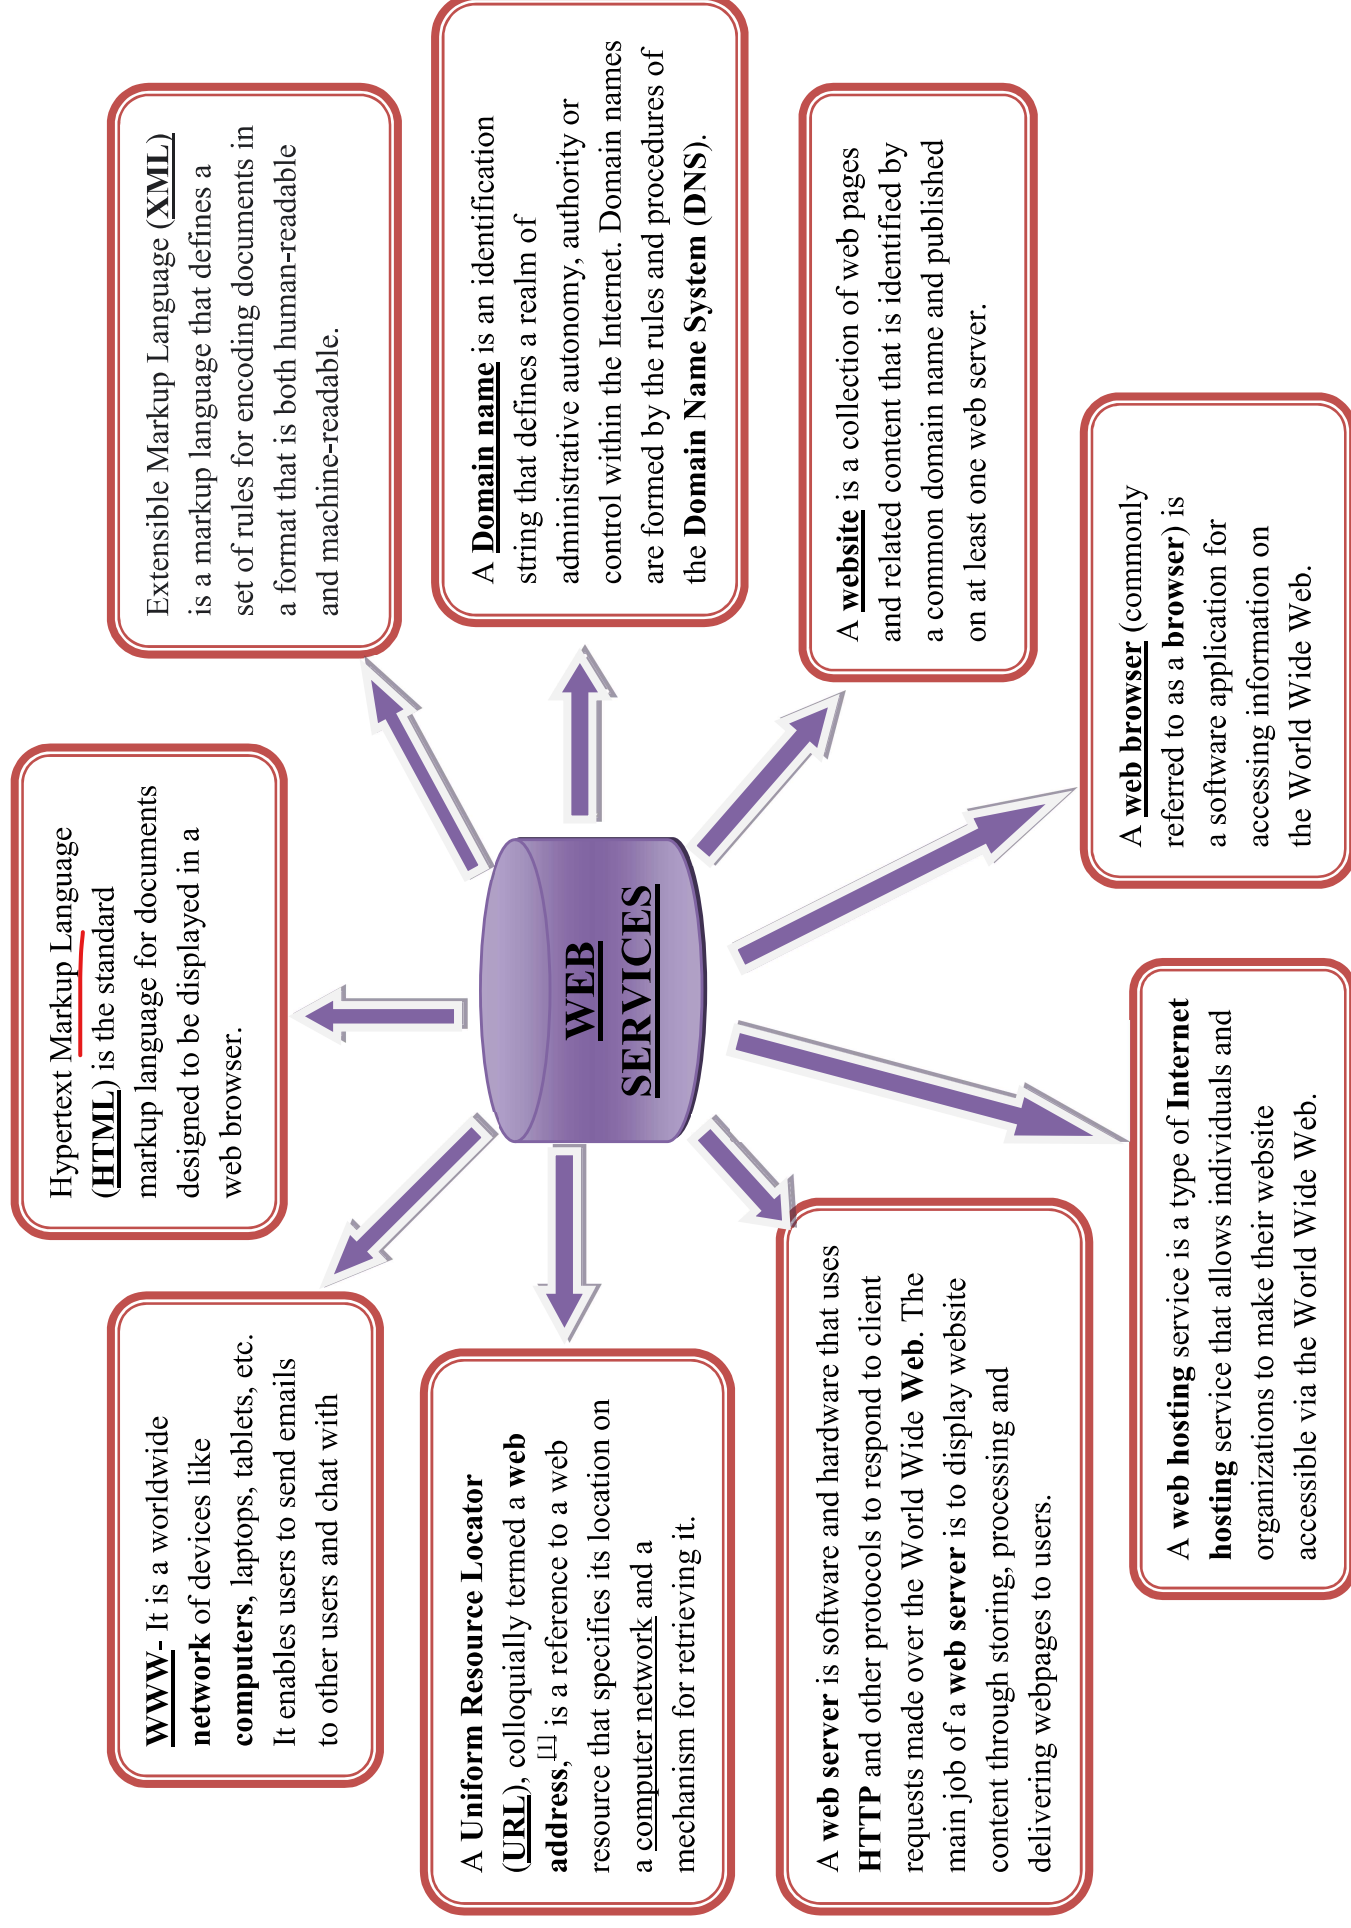 WWW- It is a worldwide
network of devices like
computers, laptops, tablets, etc.
It enables users to send emails
to other users and chat with
Hypertext Markup Language
(HTML) is the standard
markup language for documents
designed to be displayed in a
web browser.
Extensible Markup Language (XML)
is a markup language that defines a
set of rules for encoding documents in
a format that is both human-readable
and machine-readable.
A Uniform Resource Locator
(URL), colloquially termed a web
address,[1] is a reference to a web
resource that specifies its location on
a computer network and a
mechanism for retrieving it.
WEB
SERVICES
A Domain name is an identification
string that defines a realm of
administrative autonomy, authority or
control within the Internet. Domain names
are formed by the rules and procedures of
the Domain Name System (DNS).
A web server is software and hardware that uses
HTTP and other protocols to respond to client
requests made over the World Wide Web. The
main job of a web server is to display website
content through storing, processing and
delivering webpages to users.
A website is a collection of web pages
and related content that is identified by
a common domain name and published
on at least one web server.
A web hosting service is a type of Internet
hosting service that allows individuals and
organizations to make their website
accessible via the World Wide Web.
A web browser (commonly
referred to as a browser) is
a software application for
accessing information on
the World Wide Web.